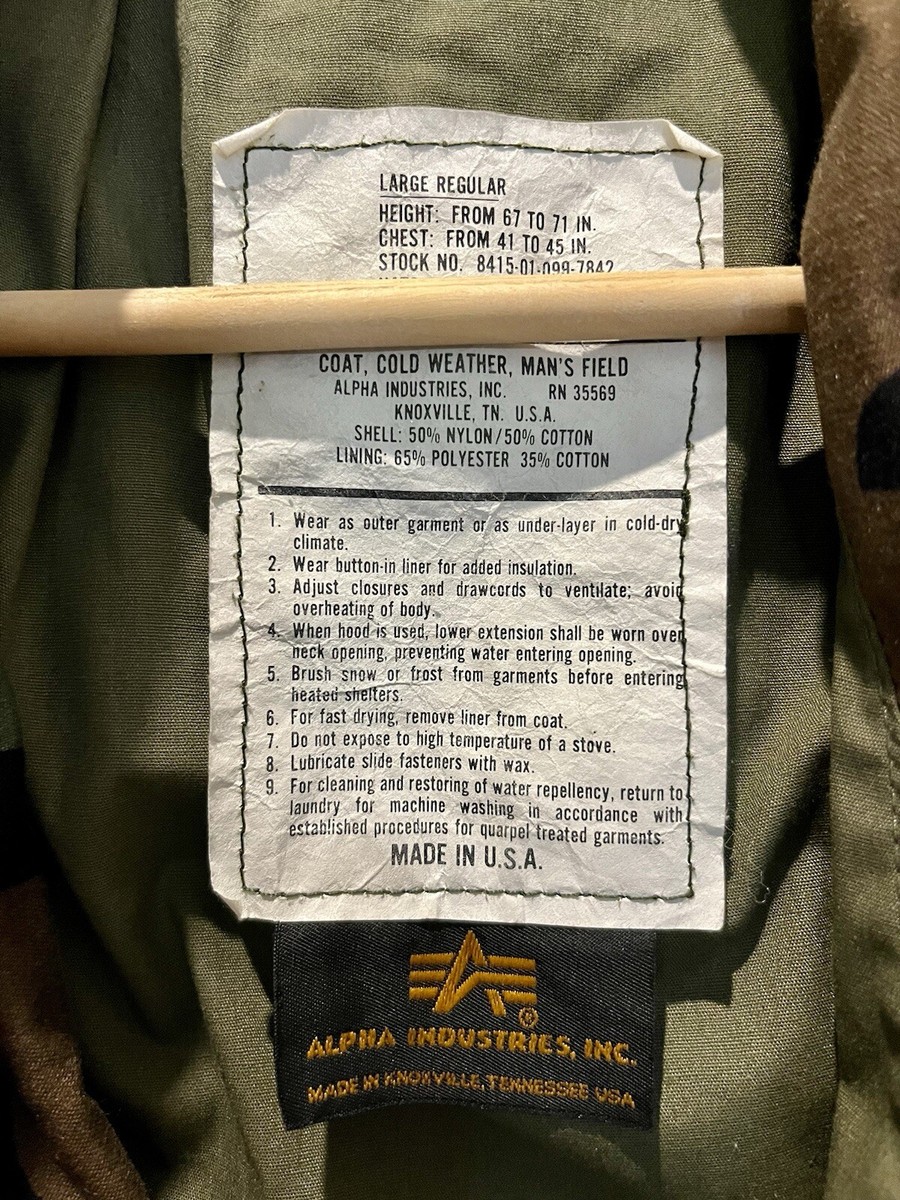 LARGE REGULAR
HEIGHT: FROM 67 TO 71 IN.
CHEST: FROM 41 TO 45 IN.
STOCK NO. 8415-01-099-7842
COAT, COLD WEATHER, MAN'S FIELD
ALPHA INDUSTRIES, INC. RN 35569
KNOXVILLE, TN. U.S.A.
SHELL: 50% NYLON/50% COTTON
LINING: 65% POLYESTER 35% COTTON
1. Wear as outer garment or as under-layer in cold-dry
climate.
2. Wear button-in liner for added insulation.
3. Adjust closures and drawcords to ventilate; avoid
overheating of body.
4. When hood is used, lower extension shall be worn over
neck opening, preventing water entering opening.
5. Brush snow or frost from garments before entering
heated shelters.
6. For fast drying, remove liner from coat.
7. Do not expose to high temperature of a stove.
8. Lubricate slide fasteners with wax.
9. For cleaning and restoring of water repellency, return to
laundry for machine washing in accordance with
established procedures for quarpel treated garments.
MADE IN U.S.A.
ALPHA INDUSTRIES, INC.
MADE IN KNOXVILLE, TENNESSEE USA